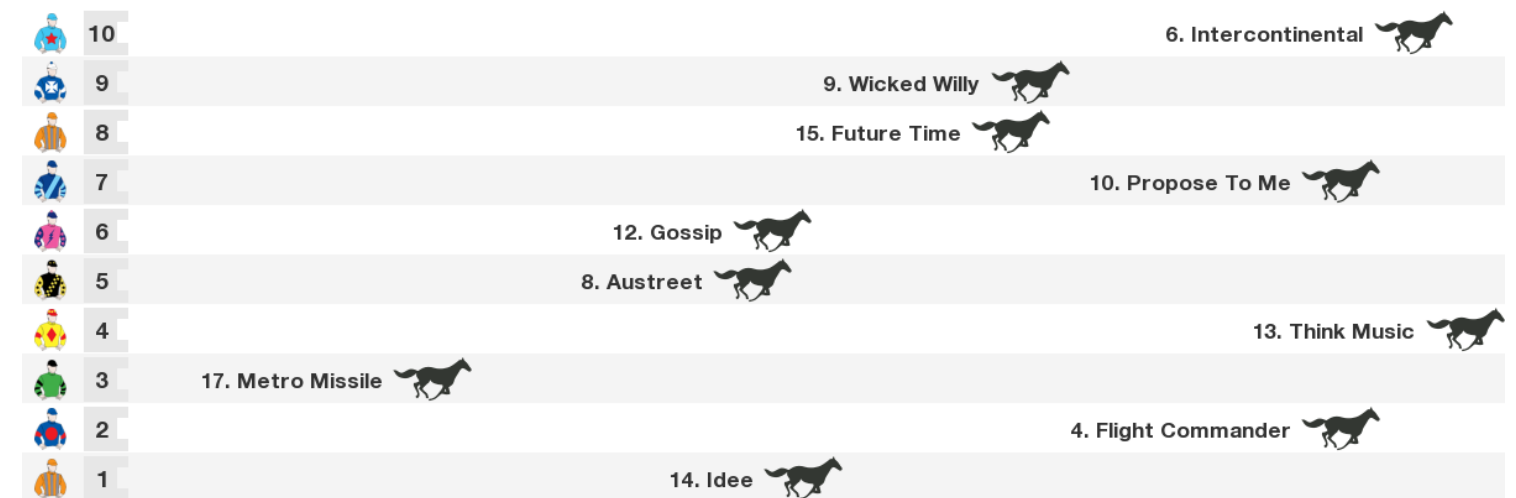 10 6. Intercontinental
9 9. Wicked Willy
8 15. Future Time
7 10. Propose To Me
6 12. Gossip
5 8. Austreet
4 13. Think Music
3 17. Metro Missile
2 4. Flight Commander
1 14. Idee